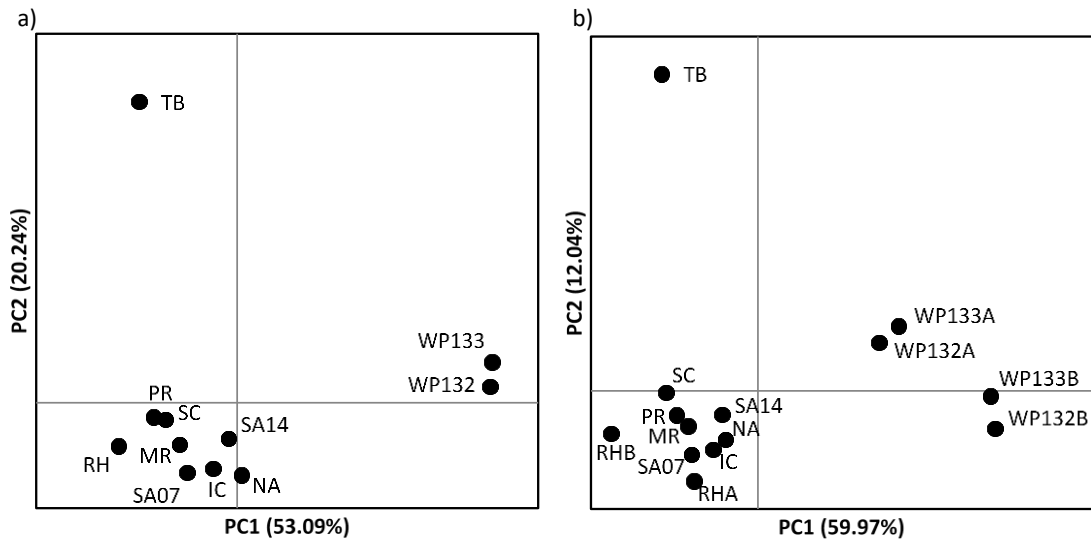 a)
TB
WP133
WP132
PR
SC
SA14
RH
MR
SA07
IC
NA
PC2 (20.24%)
PC1 (53.09%)
b)
TB
WP133A
WP132A
WP133B
WP132B
SC
PR
SA14
MR
NA
RHB
SA07
IC
RHA
PC2 (12.04%)
PC1 (59.97%)